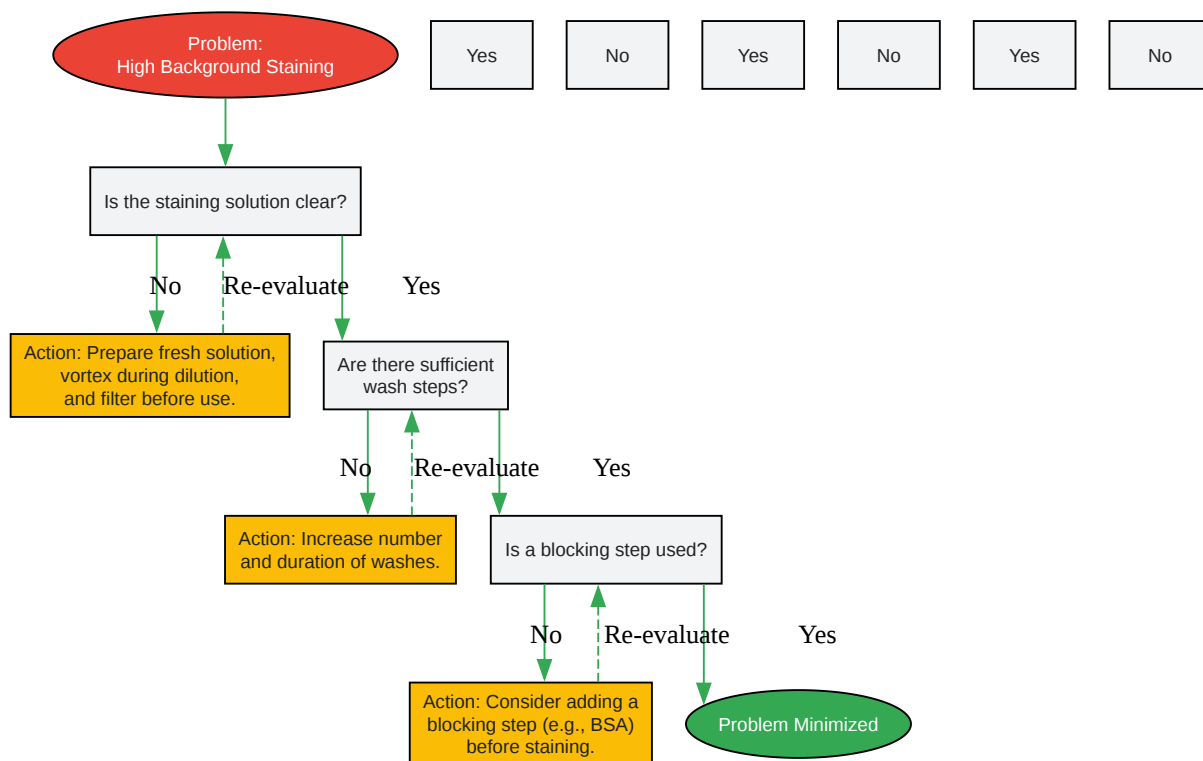 Problem:
High Background Staining
Yes
No
Yes
No
Yes
No
Is the staining solution clear?
No
Re-evaluate
Yes
Action: Prepare fresh solution,
vortex during dilution,
and filter before use.
Are there sufficient
wash steps?
No
Re-evaluate
Yes
Action: Increase number
and duration of washes.
Is a blocking step used?
No
Re-evaluate
Yes
Action: Consider adding a
blocking step (e.g., BSA)
before staining.
Problem Minimized